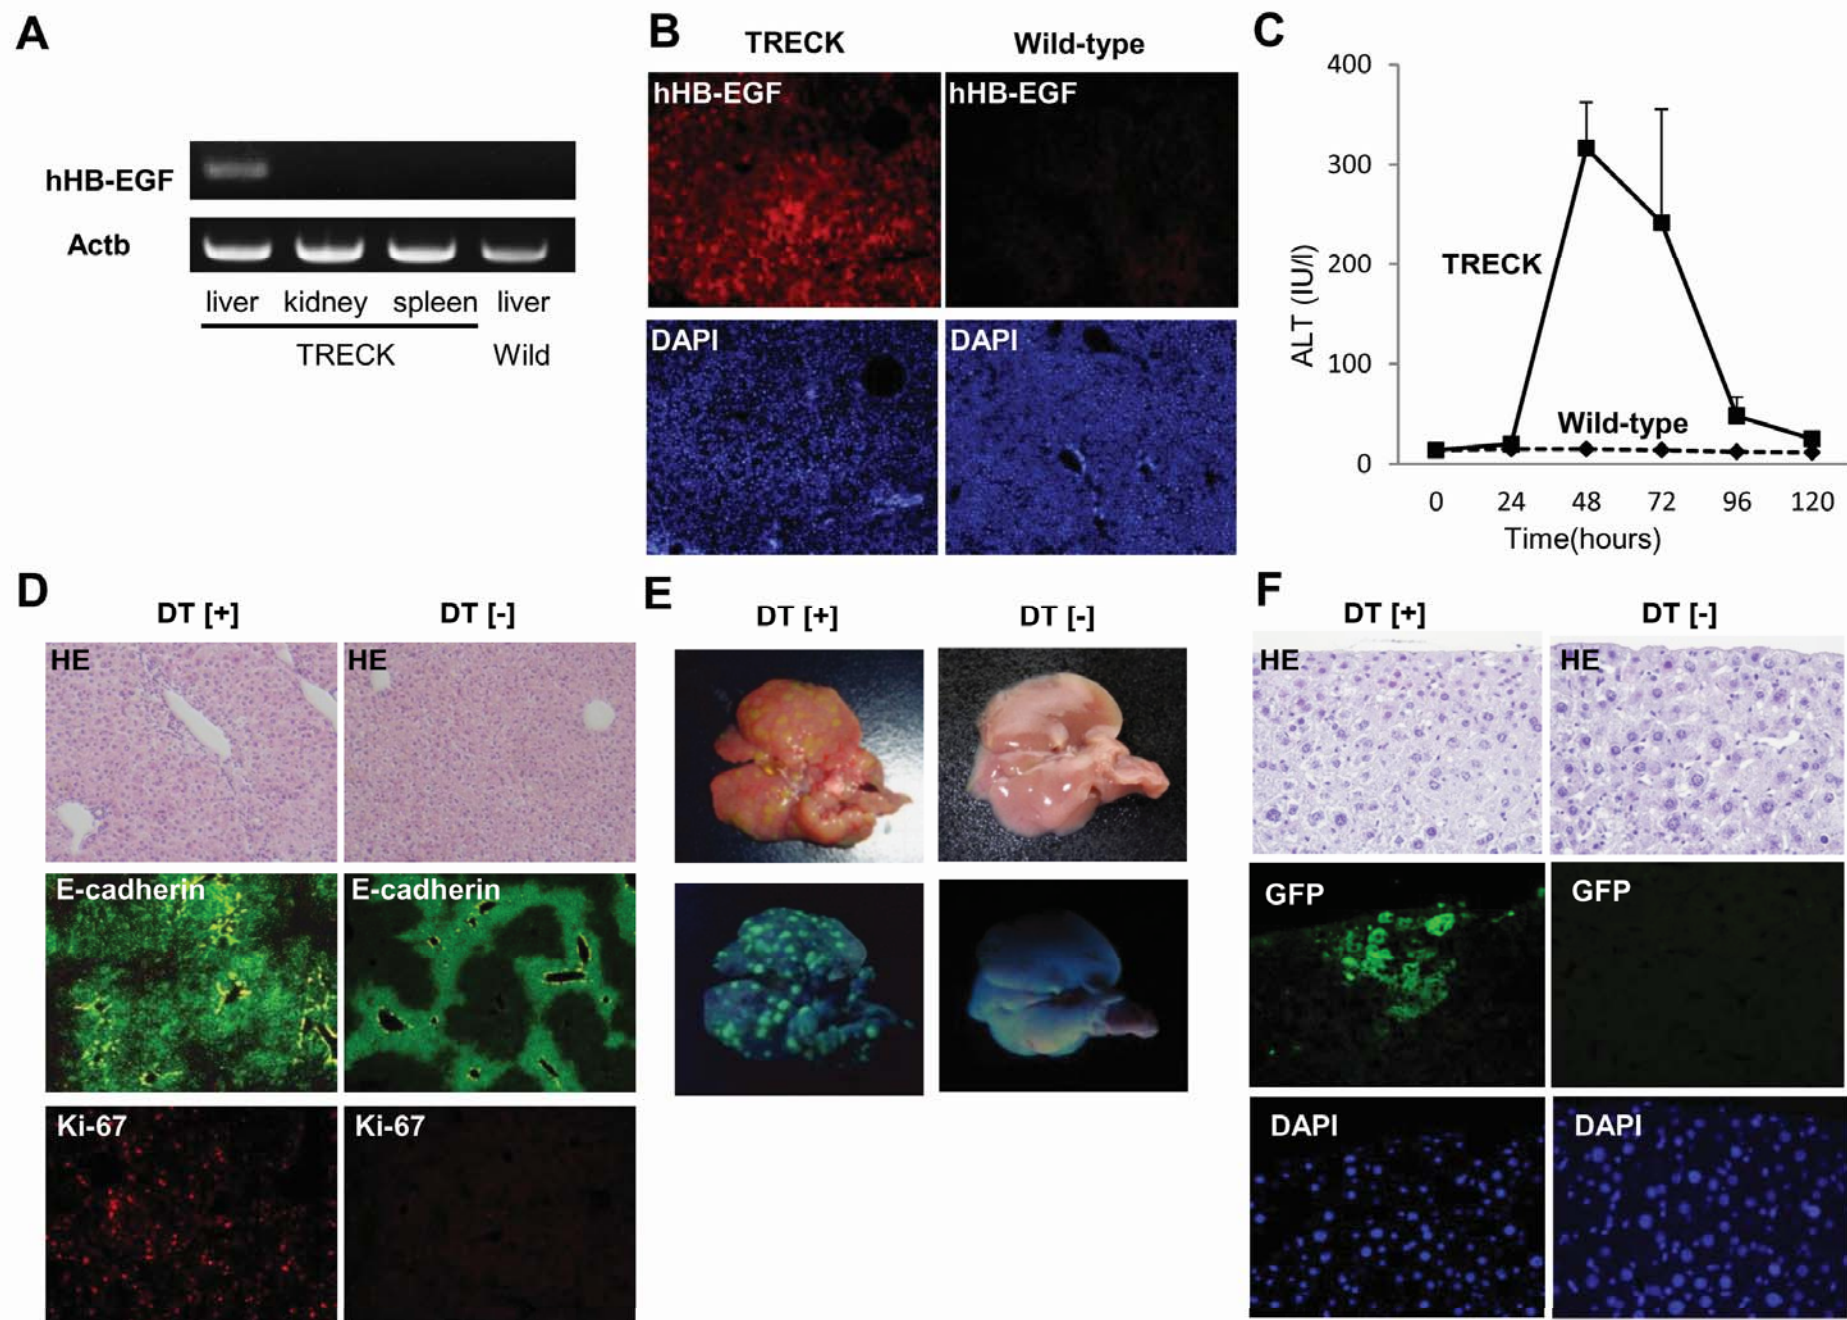 A
hHB-EGF
Actb
liver kidney spleen liver
TRECK Wild
B
TRECK Wild-type
hHB-EGF hHB-EGF
DAPI DAPI
C
400
300
200
100
0
ALT (IU/l)
TRECK
Wild-type
0 24 48 72 96 120
Time(hours)
D
DT [+] DT [-]
HE HE
E-cadherin E-cadherin
Ki-67 Ki-67
E
DT [+] DT [-]
F
DT [+] DT [-]
HE HE
GFP GFP
DAPI DAPI